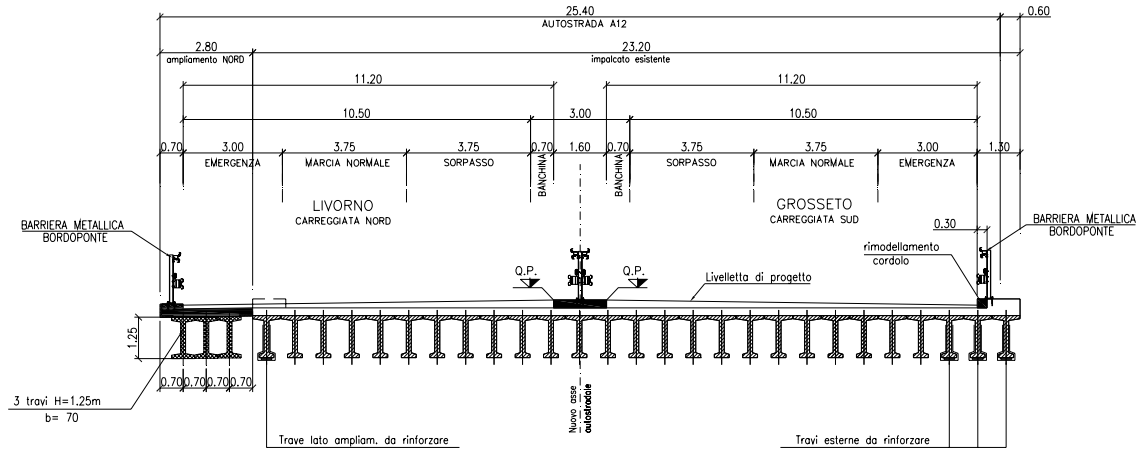 25.40
AUTOSTRADA A12
0.60
2.80
ampliamento NORD
23.20
impalcato esistente
11.20
11.20
10.50
3.00
10.50
0.70
3.00
3.75
3.75
0.70
1.60
0.70
3.75
3.75
3.00
1.30
EMERGENZA
MARCIA NORMALE
SORPASSO
BANCHINA
BANCHINA
SORPASSO
MARCIA NORMALE
EMERGENZA
LIVORNO
CARREGGIATA NORD
GROSSETO
CARREGGIATA SUD
BARRIERA METALLICA
BORDOPONTE
0.30
BARRIERA METALLICA
BORDOPONTE
rimodellamento
cordolo
Q.P.
Q.P.
Livelletta di progetto
1.25
0.70
0.70
0.70
0.70
3 travi H=1.25m
b= 70
Nuovo asse
autostradale
Trave lato ampliam. da rinforzare
Travi esterne da rinforzare